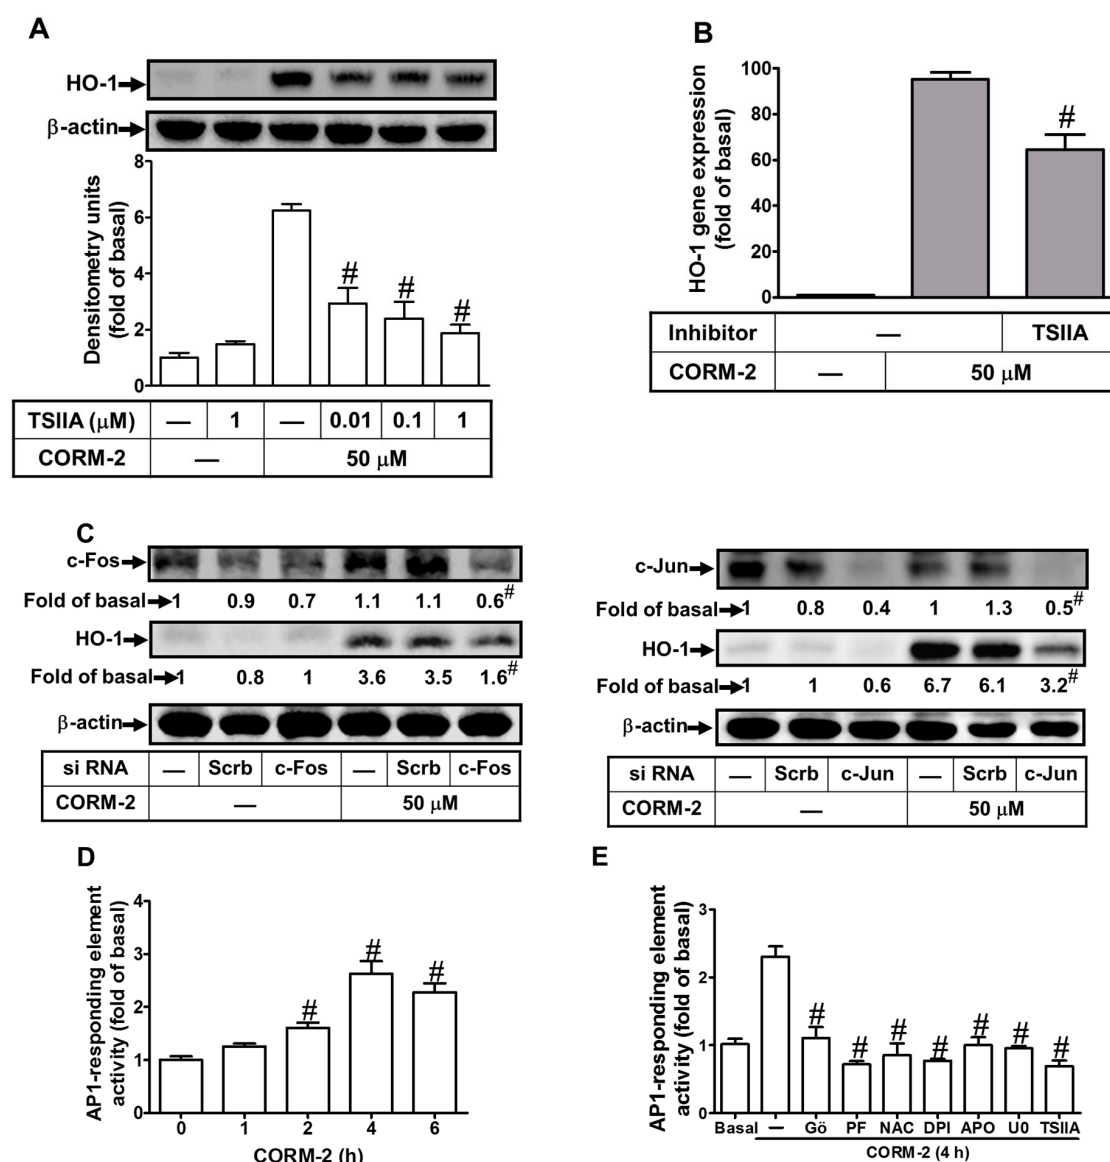 A
HO-1
β-actin
Densitometry units
(fold of basal)
8
6
4
2
0
# # #
TSIIA (μM) — 1 — 0.01 0.1 1
CORM-2 — 50 μM
B
HO-1 gene expression
(fold of basal)
100
80
60
40
20
0
#
Inhibitor — TSIIA
CORM-2 — 50 μM
C
c-Fos
Fold of basal 1 0.9 0.7 1.1 1.1 0.6#
HO-1
Fold of basal 1 0.8 1 3.6 3.5 1.6#
β-actin
si RNA — Scrb c-Fos — Scrb c-Fos
CORM-2 — 50 μM
c-Jun
Fold of basal 1 0.8 0.4 1 1.3 0.5#
HO-1
Fold of basal 1 1 0.6 6.7 6.1 3.2#
β-actin
si RNA — Scrb c-Jun — Scrb c-Jun
CORM-2 — 50 μM
D
AP1-responding element
activity (fold of basal)
4
3
2
1
0
# # #
0 1 2 4 6
CORM-2 (h)
E
AP1-responding element
activity (fold of basal)
3
2
1
0
# # # # # # #
Basal — Gö PF NAC DPI APO U0 TSIIA
CORM-2 (4 h)